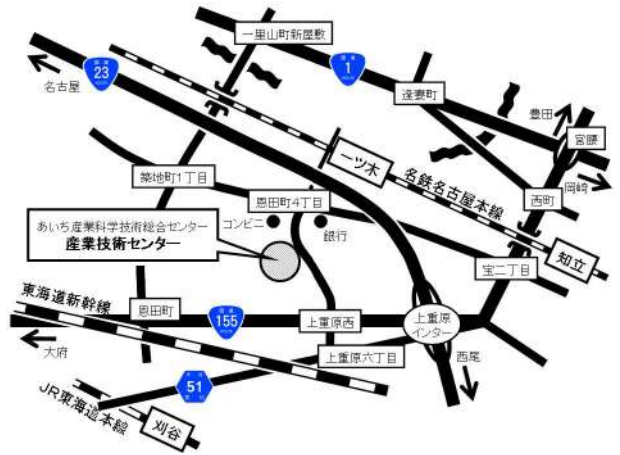 一里山町新屋敷
国道
1
国道
23
名古屋
逢妻町
豊田
宮腰
岡崎
一ツ木
名鉄名古屋本線
築地町1丁目
西町
恩田町4丁目
コンビニ
銀行
あいち産業科学技術総合センター
産業技術センター
知立
宝二丁目
東海道新幹線
恩田町
国道
155
上重原西
上重原
インター
大府
上重原六丁目
西尾
51
JR東海道本線
刈谷